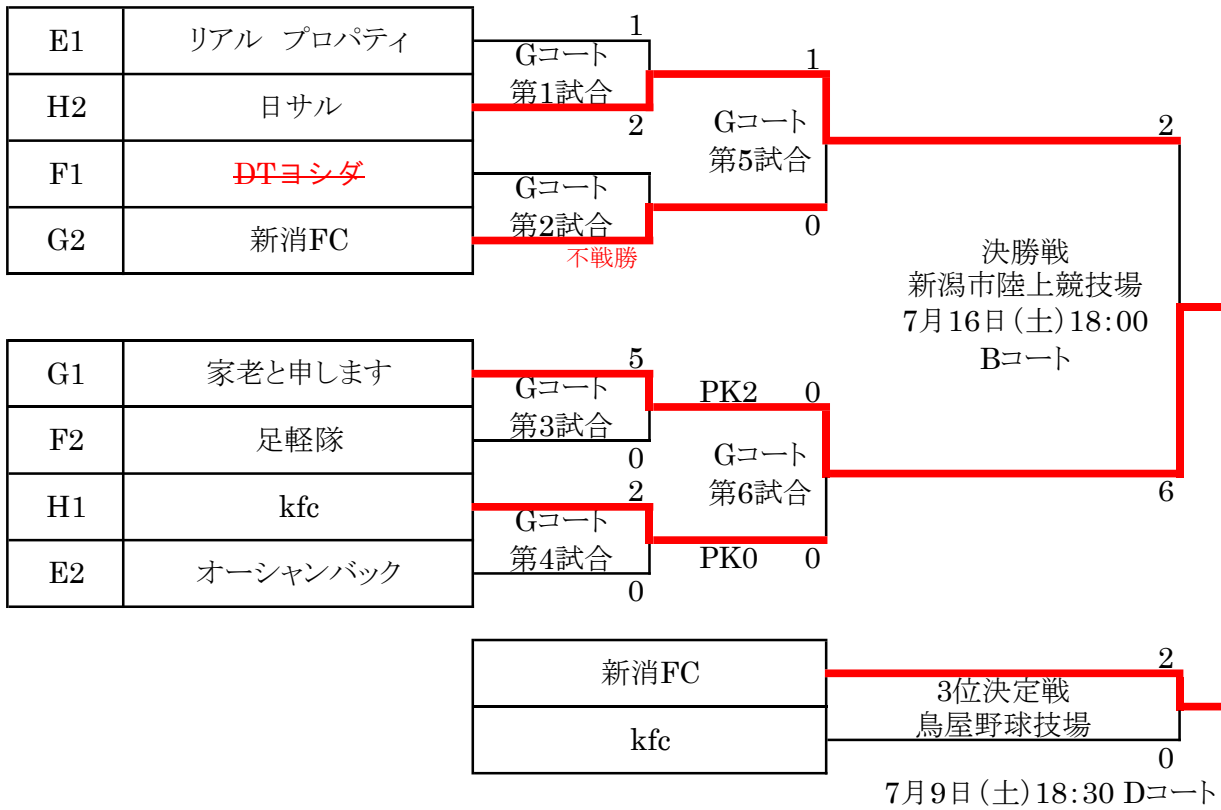 E1 リアル プロパティ 1
Gコート
第1試合
H2 日サル 2
F1 DTヨシダ
Gコート
第2試合
G2 新消FC
不戦勝
1
Gコート
第5試合
0
2
決勝戦
新潟市陸上競技場
7月16日(土)18:00
Bコート
6
G1 家老と申します 5
Gコート
第3試合
F2 足軽隊 0
H1 kfc 2
Gコート
第4試合
E2 オーシャンバック 0
PK2 0
Gコート
第6試合
PK0 0
新消FC 2
3位決定戦
鳥屋野球技場
kfc 0
7月9日(土)18:30 Dコート